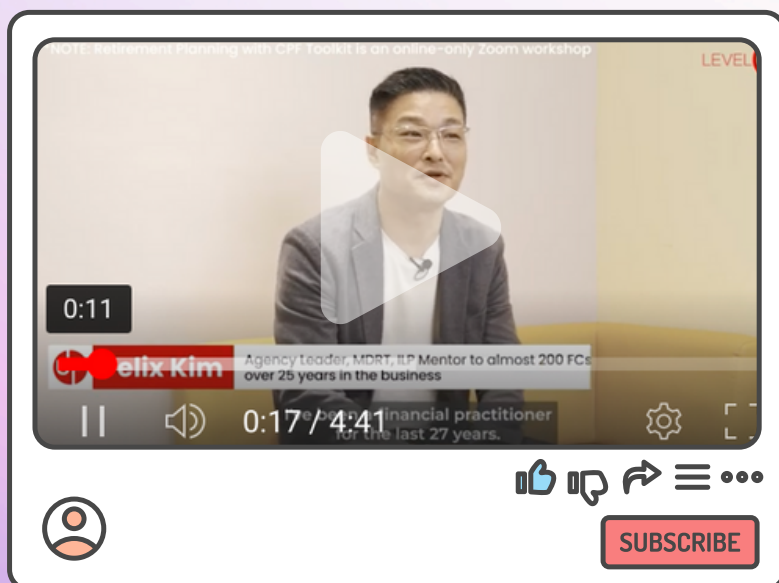 NOTE: Retirement Planning with CPF Toolkit is an online-only Zoom workshop
LEVEL
0:11
elix Kim
Agency Leader, MDRT, ILP Mentor to almost 200 FCs
over 25 years in the business
0:17 / 4:41
been financial practitioner
for the last 27 years.
SUBSCRIBE